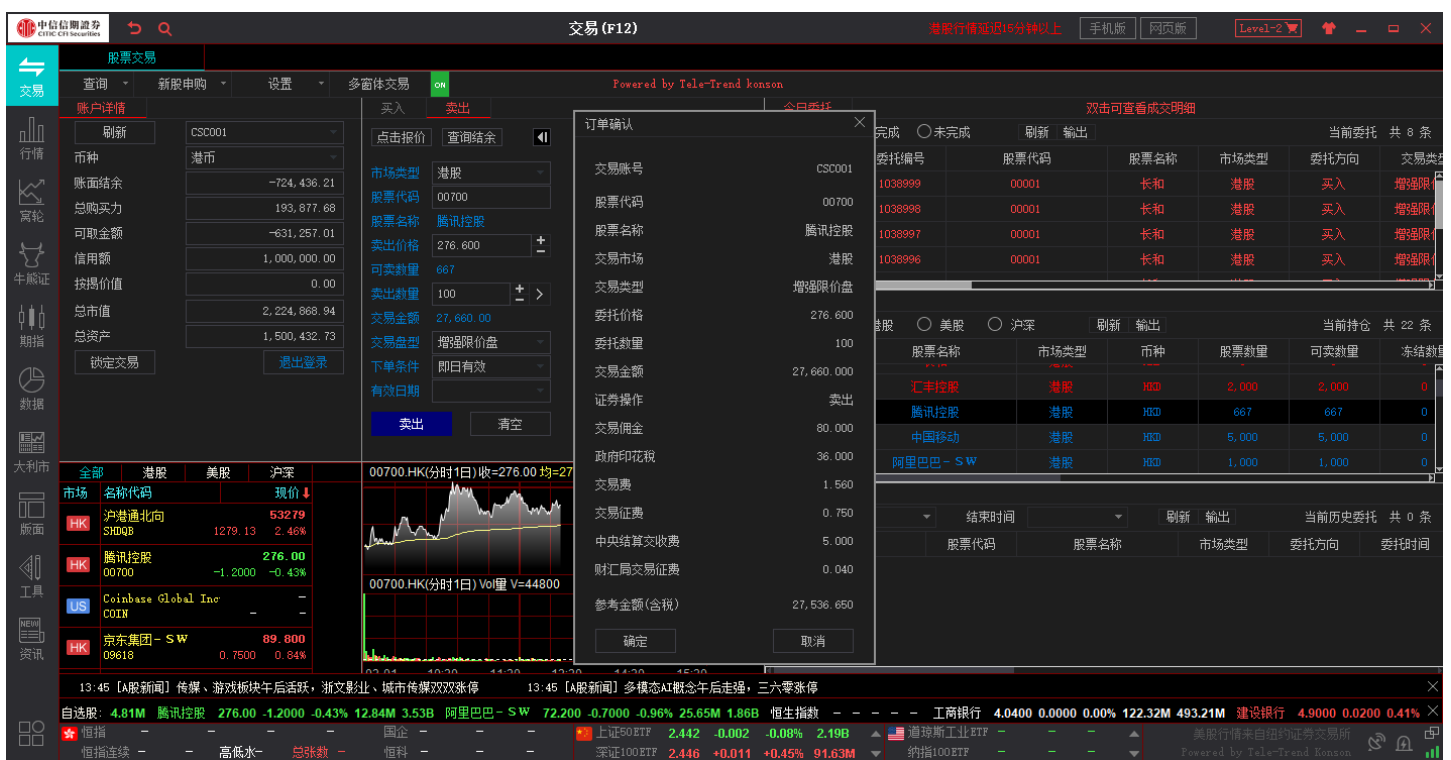 中信信期證券 CITIC CFI Securities 交易(F12) 港股行情延迟15分钟以上 手机版 网页版 Level-2
股票交易
交易
查询 新股申购 设置 多窗体交易 ON Powered by Tele-Trend konson
账户详情
刷新 CSC001
币种 港币
账面结余 -724,436.21
总购买力 193,877.68
可取金额 -631,257.01
信用额 1,000,000.00
按揭价值 0.00
总市值 2,224,868.94
总资产 1,500,432.73
锁定交易 退出登录
行情
窝轮
牛熊证
期指
数据
大利市
版面
工具
NEW
资讯
买入 卖出
点击报价 查询结余
市场类型 港股
股票代码 00700
股票名称 腾讯控股
卖出价格 276.600
可卖数量 667
卖出数量 100
交易金额 27,660.00
交易盘型 增强限价盘
下单条件 即日有效
有效日期
卖出 清空
订单确认
交易账号 CSC001
股票代码 00700
股票名称 腾讯控股
交易市场 港股
交易类型 增强限价盘
委托价格 276.600
委托数量 100
交易金额 27,660.000
证券操作 卖出
交易佣金 80.000
政府印花税 36.000
交易费 1.560
交易征费 0.750
中央结算交收费 5.000
财汇局交易征费 0.040
参考金额(含税) 27,536.650
确定 取消
今日委托 双击可查看成交明细
完成 未完成 刷新 输出 当前委托 共 8 条
委托编号 股票代码 股票名称 市场类型 委托方向 交易类型
1038999 00001 长和 港股 买入 增强限价
1038998 00001 长和 港股 买入 增强限价
1038997 00001 长和 港股 买入 增强限价
1038996 00001 长和 港股 买入 增强限价
港股 美股 沪深 刷新 输出 当前持仓 共 22 条
股票名称 市场类型 币种 股票数量 可卖数量 冻结数量
汇丰控股 港股 HKD 2,000 2,000 0
腾讯控股 港股 HKD 667 667 0
中国移动 港股 HKD 5,000 5,000 0
阿里巴巴-SW 港股 HKD 1,000 1,000 0
结束时间 刷新 输出 当前历史委托 共 0 条
股票代码 股票名称 市场类型 委托方向 委托时间
全部 港股 美股 沪深
市场 名称代码 现价
HK 沪港通北向 53279
SHDQB 1279.13 2.46%
HK 腾讯控股 276.00
00700 -1.2000 -0.43%
US Coinbase Global Inc -
COIN - -
HK 京东集团-SW 89.800
09618 0.7500 0.84%
00700.HK(分时1日)收=276.00 均=27
00700.HK(分时1日) Vol量 V=44800
13:45 [A股新闻] 传媒、游戏板块午后活跃，浙文影业、城市传媒双双涨停 13:45 [A股新闻] 多模态AI概念午后走强，三六零涨停
自选股: 4.81M 腾讯控股 276.00 -1.2000 -0.43% 12.84M 3.53B 阿里巴巴-SW 72.200 -0.7000 -0.96% 25.65M 1.86B 恒生指数 - - - - - 工商银行 4.0400 0.0000 0.00% 122.32M 493.21M 建设银行 4.9000 0.0200 0.41%
恒指 - - - 国企 - - - 上证50ETF 2.442 -0.002 -0.08% 2.19B 道琼斯工业ETF - - - 美股行情来自纽约证券交易所
恒指连续 - - 高低水- 总张数 - 恒科 - - - 深证100ETF 2.446 +0.011 +0.45% 91.63M 纳指100ETF - - - Powered by Tele-Trend Konson